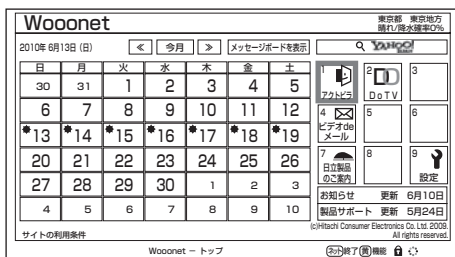 Wooonet
東京都 東京地方
晴れ/降水確率0%
2010年 6月13日 (日) ≪ 今月 ≫ メッセージボードを表示 YAHOO!
日 月 火 水 木 金 土
30 31 1 2 3 4 5
6 7 8 9 10 11 12
13 14 15 16 17 18 19
20 21 22 23 24 25 26
27 28 29 30 1 2 3
4 5 6 7 8 9 10
1 アクトビラ
2 DD DoTV
3
4 ビデオde
メール
5
6
7 日立製品
のご案内
8
9 設定
お知らせ 更新 6月10日
製品サポート 更新 5月24日
(c)Hitachi Consumer Electronics Co. Ltd. 2009.
All rights reserved.
サイトの利用条件
Wooonet − トップ
ネット終了 黄機能